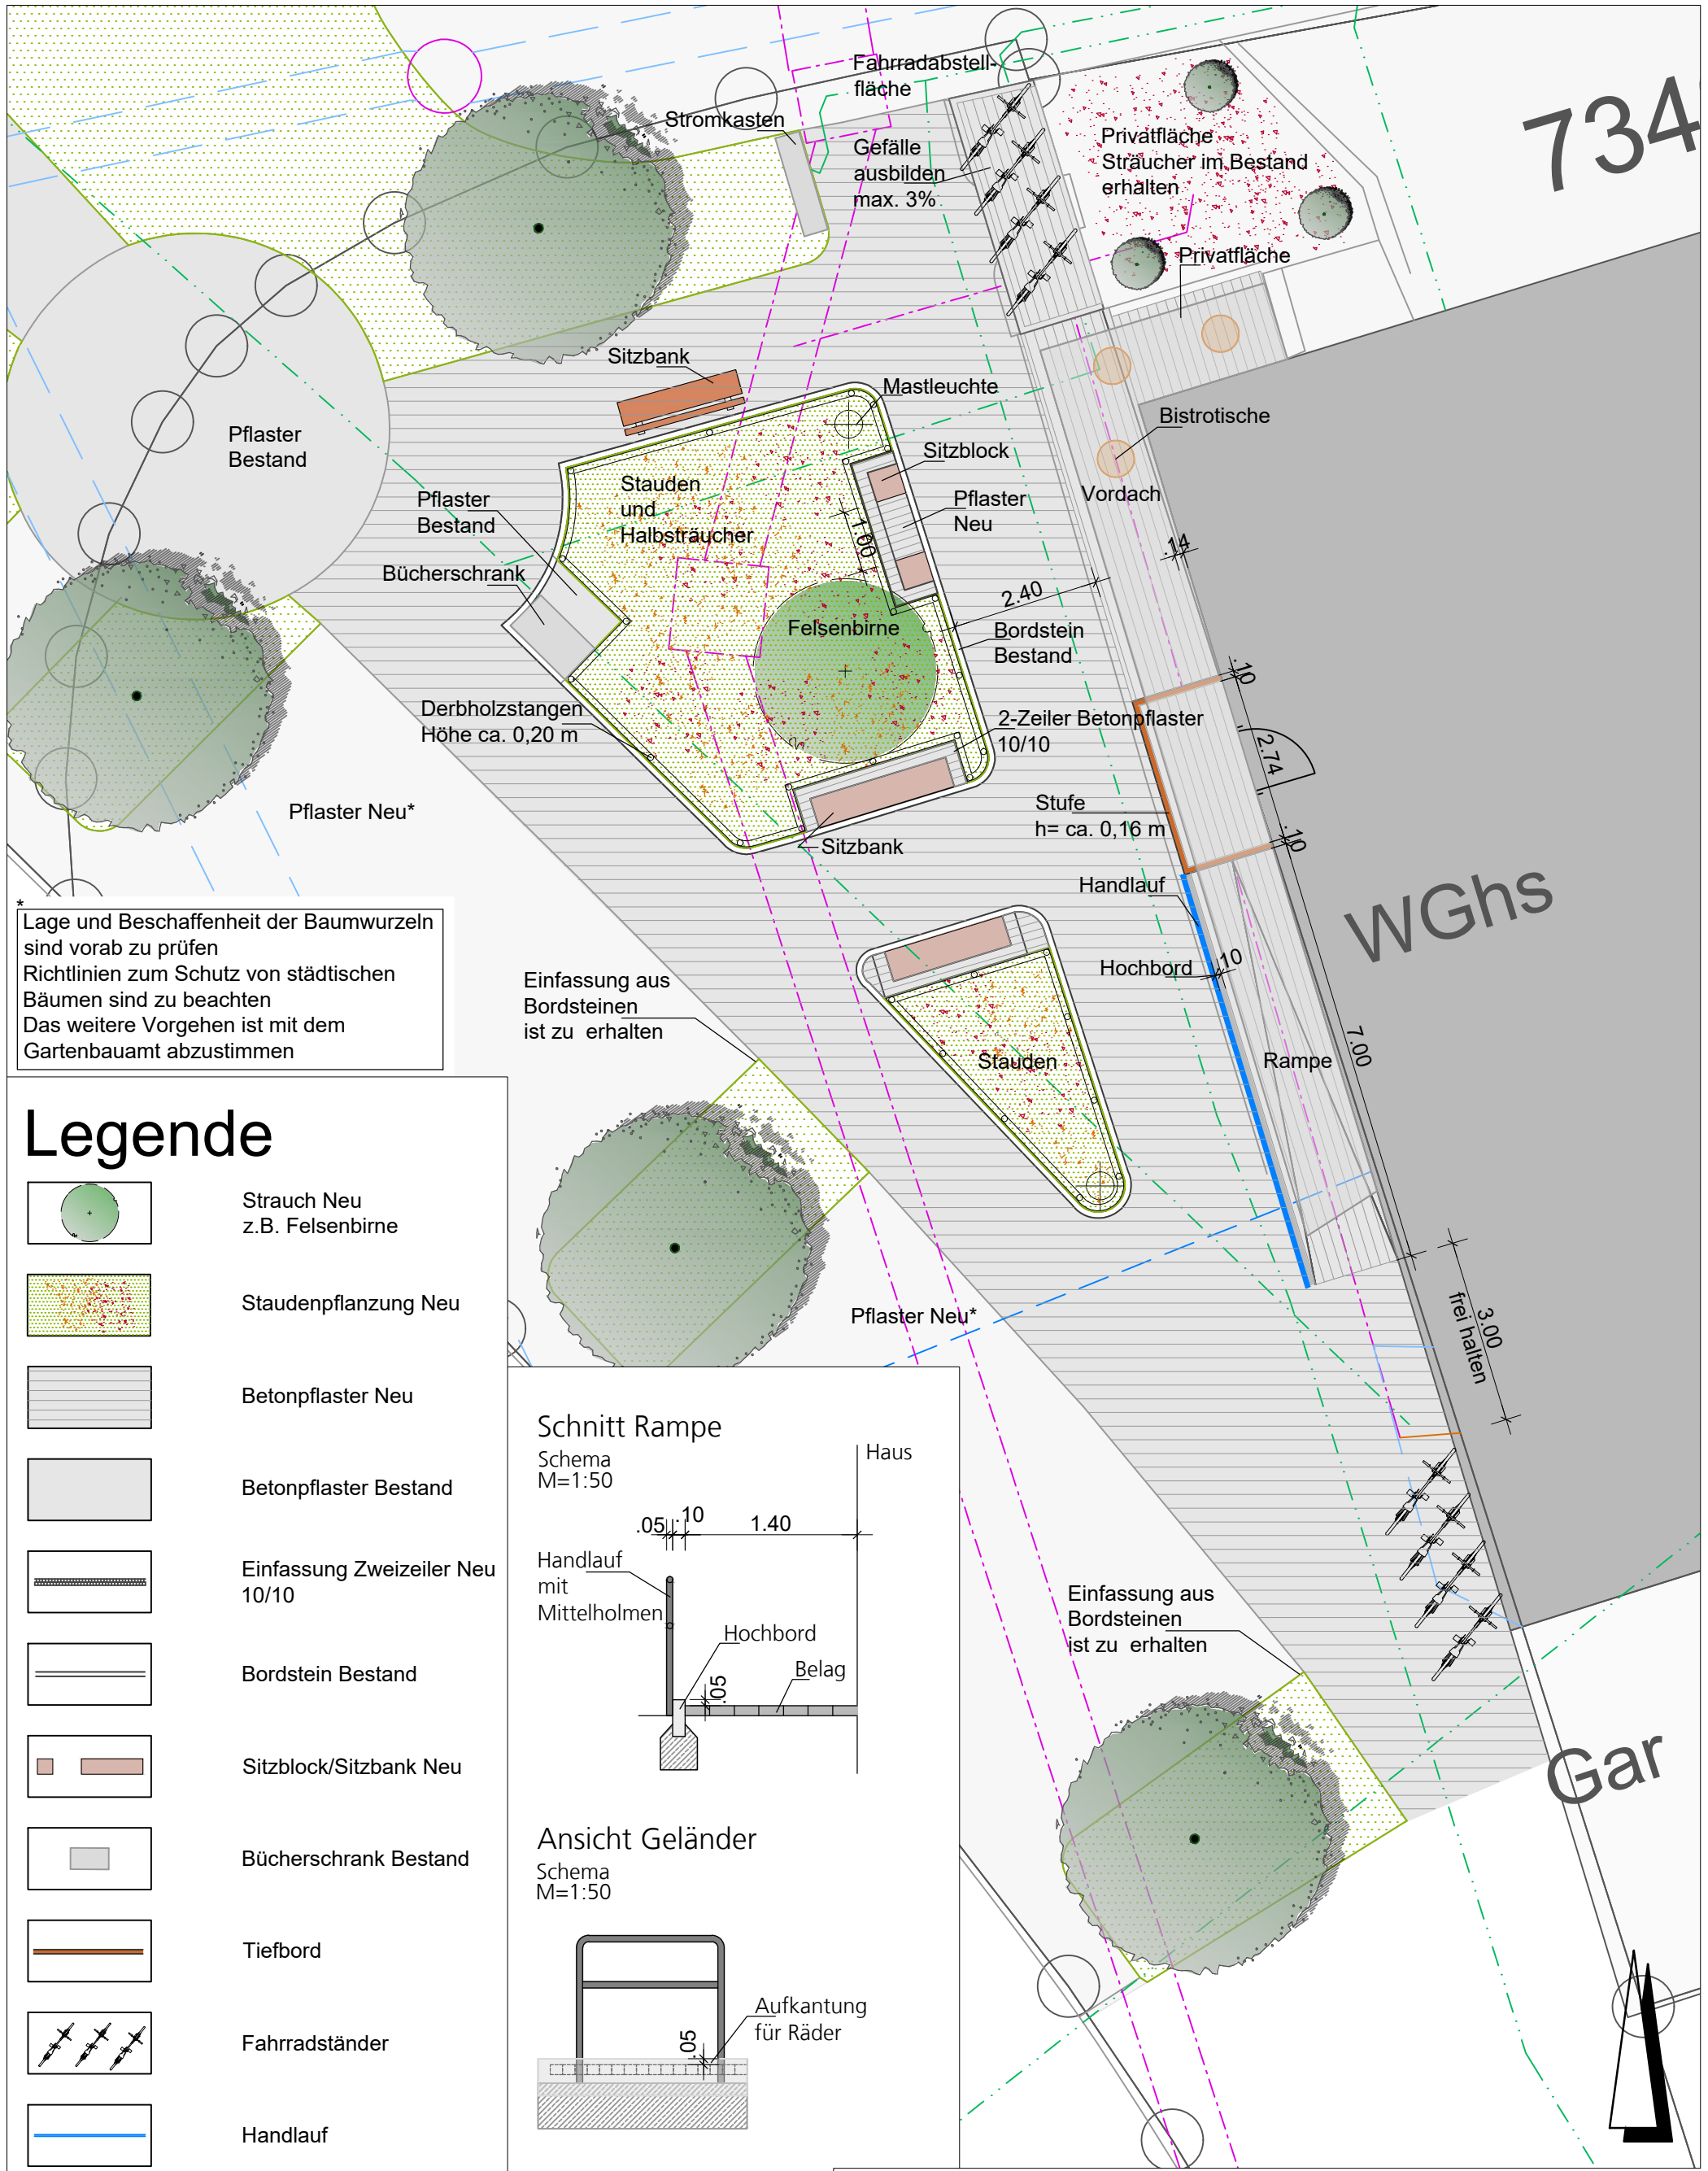 Fahrradabstell-
fläche
Stromkasten
Gefälle
ausbilden
max. 3%
Privatfläche
Sträucher im Bestand
erhalten
Privatfläche
734
Sitzbank
Mastleuchte
Bistrotische
Pflaster
Bestand
Sitzblock
Stauden
und
Halbsträucher
Pflaster
Bestand
Pflaster
Neu
Vordach
1.00
.14
Bücherschrank
2.40
Felsenbirne
Bordstein
Bestand
.10
Derbholzstangen
Höhe ca. 0,20 m
2-Zeiler Betonpflaster
10/10
2.74
Pflaster Neu*
Stufe
h= ca. 0,16 m
.10
Sitzbank
Handlauf
WGhs
*
Lage und Beschaffenheit der Baumwurzeln
sind vorab zu prüfen
Richtlinien zum Schutz von städtischen
Bäumen sind zu beachten
Das weitere Vorgehen ist mit dem
Gartenbauamt abzustimmen
Einfassung aus
Bordsteinen
ist zu erhalten
Hochbord
.10
7.00
Stauden
Rampe
Pflaster Neu*
3.00
frei halten
Einfassung aus
Bordsteinen
ist zu erhalten
Gar
Legende
Strauch Neu
z.B. Felsenbirne
Staudenpflanzung Neu
Betonpflaster Neu
Betonpflaster Bestand
Einfassung Zweizeiler Neu
10/10
Bordstein Bestand
Sitzblock/Sitzbank Neu
Bücherschrank Bestand
Tiefbord
Fahrradständer
Handlauf
Schnitt Rampe
Schema
M=1:50
Haus
.05 .10 1.40
Handlauf
mit
Mittelholmen
Hochbord
Belag
.05
Ansicht Geländer
Schema
M=1:50
Aufkantung
für Räder
.05